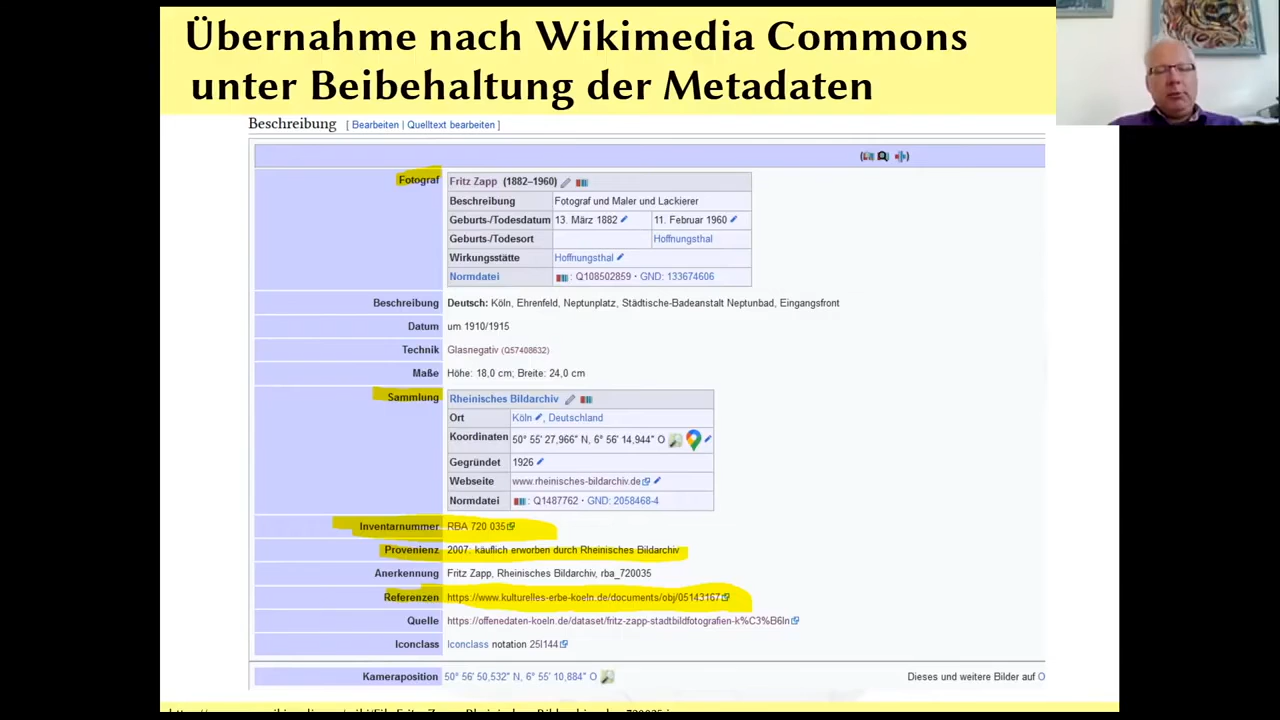 Übernahme nach Wikimedia Commons
unter Beibehaltung der Metadaten
Beschreibung [ Bearbeiten | Quelltext bearbeiten ]
Fotograf
Fritz Zapp (1882–1960)
Beschreibung Fotograf und Maler und Lackierer
Geburts-/Todesdatum 13. März 1882 11. Februar 1960
Geburts-/Todesort Hoffnungsthal
Wirkungsstätte Hoffnungsthal
Normdatei : Q108502859 · GND: 133674606
Beschreibung Deutsch: Köln, Ehrenfeld, Neptunplatz, Städtische-Badeanstalt Neptunbad, Eingangsfront
Datum um 1910/1915
Technik Glasnegativ (Q57408632)
Maße Höhe: 18,0 cm; Breite: 24,0 cm
Sammlung Rheinisches Bildarchiv
Ort Köln, Deutschland
Koordinaten 50° 55′ 27,966″ N, 6° 56′ 14,944″ O
Gegründet 1926
Webseite www.rheinisches-bildarchiv.de
Normdatei : Q1487762 · GND: 2058468-4
Inventarnummer RBA 720 035
Provenienz 2007: käuflich erworben durch Rheinisches Bildarchiv
Anerkennung Fritz Zapp, Rheinisches Bildarchiv, rba_720035
Referenzen https://www.kulturelles-erbe-koeln.de/documents/obj/05143167
Quelle https://offenedaten-koeln.de/dataset/fritz-zapp-stadtbildfotografien-k%C3%B6ln
Iconclass Iconclass notation 25I144
Kameraposition 50° 56′ 50,532″ N, 6° 55′ 10,884″ O Dieses und weitere Bilder auf O